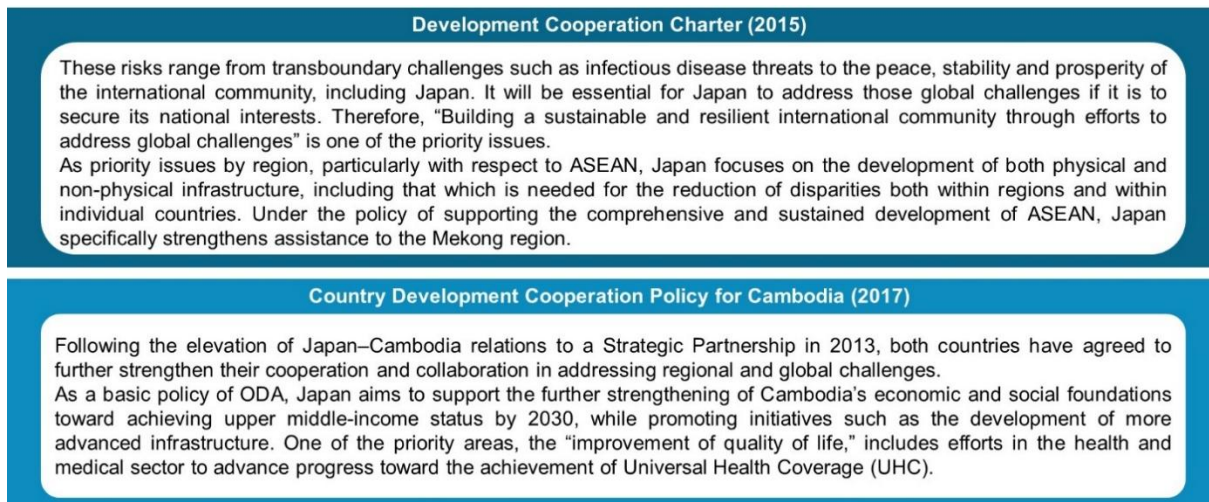 Development Cooperation Charter (2015)
These risks range from transboundary challenges such as infectious disease threats to the peace, stability and prosperity of
the international community, including Japan. It will be essential for Japan to address those global challenges if it is to
secure its national interests. Therefore, “Building a sustainable and resilient international community through efforts to
address global challenges” is one of the priority issues.
As priority issues by region, particularly with respect to ASEAN, Japan focuses on the development of both physical and
non-physical infrastructure, including that which is needed for the reduction of disparities both within regions and within
individual countries. Under the policy of supporting the comprehensive and sustained development of ASEAN, Japan
specifically strengthens assistance to the Mekong region.
Country Development Cooperation Policy for Cambodia (2017)
Following the elevation of Japan–Cambodia relations to a Strategic Partnership in 2013, both countries have agreed to
further strengthen their cooperation and collaboration in addressing regional and global challenges.
As a basic policy of ODA, Japan aims to support the further strengthening of Cambodia’s economic and social foundations
toward achieving upper middle-income status by 2030, while promoting initiatives such as the development of more
advanced infrastructure. One of the priority areas, the “improvement of quality of life,” includes efforts in the health and
medical sector to advance progress toward the achievement of Universal Health Coverage (UHC).